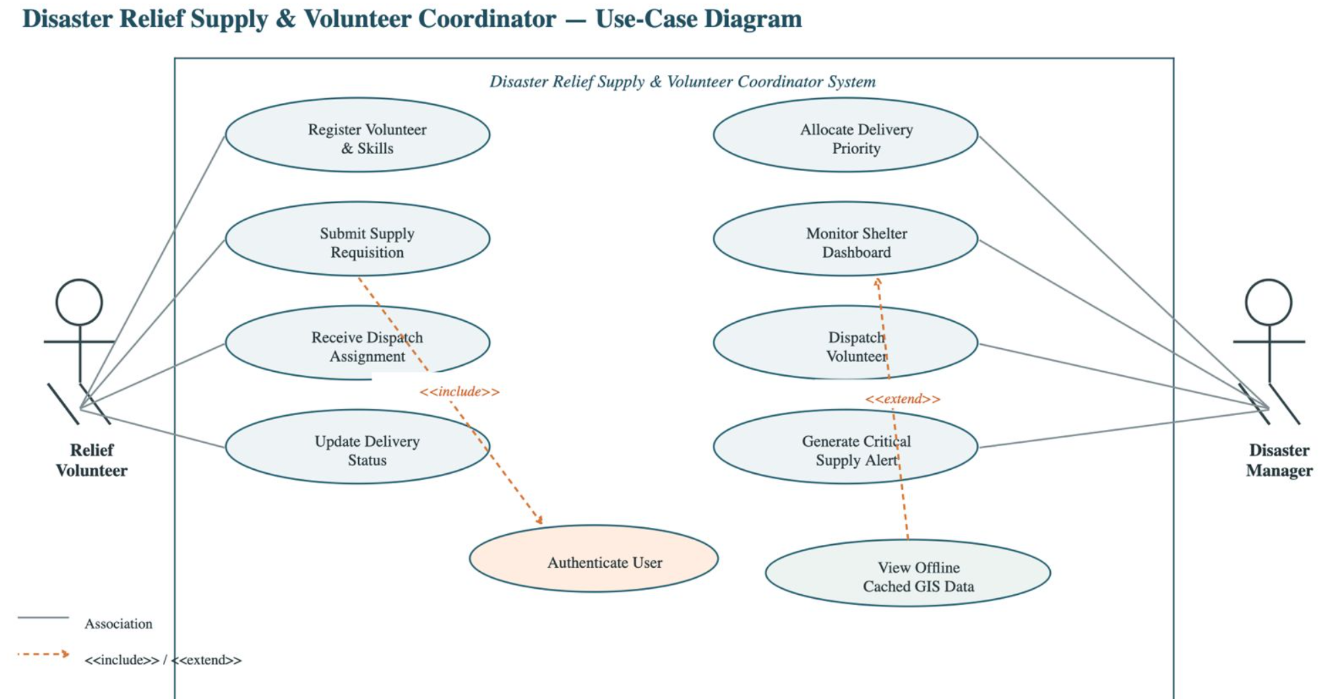 Disaster Relief Supply & Volunteer Coordinator — Use-Case Diagram
Disaster Relief Supply & Volunteer Coordinator System
Register Volunteer
& Skills
Allocate Delivery
Priority
Submit Supply
Requisition
Monitor Shelter
Dashboard
Receive Dispatch
Assignment
Dispatch
Volunteer
<<include>>
<<extend>>
Update Delivery
Status
Generate Critical
Supply Alert
Relief
Volunteer
Disaster
Manager
Authenticate User
View Offline
Cached GIS Data
Association
<<include>> / <<extend>>